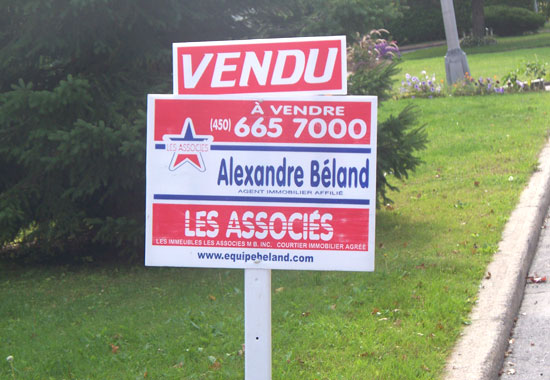 VENDU
À VENDRE
(450) 665 7000
LES ASSOCIÉS
Alexandre Béland
AGENT IMMOBILIER AFFILIÉ
LES ASSOCIÉS
LES IMMEUBLES LES ASSOCIES M B. INC. COURTIER IMMOBILIER AGRÉÉ
www.equipebeland.com